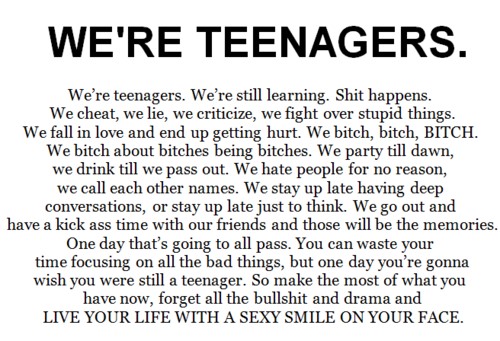 WE'RE TEENAGERS.
We're teenagers. We're still learning. Shit happens.
We cheat, we lie, we criticize, we fight over stupid things.
We fall in love and end up getting hurt. We bitch, bitch, BITCH.
We bitch about bitches being bitches. We party till dawn,
we drink till we pass out. We hate people for no reason,
we call each other names. We stay up late having deep
conversations, or stay up late just to think. We go out and
have a kick ass time with our friends and those will be the memories.
One day that's going to all pass. You can waste your
time focusing on all the bad things, but one day you're gonna
wish you were still a teenager. So make the most of what you
have now, forget all the bullshit and drama and
LIVE YOUR LIFE WITH A SEXY SMILE ON YOUR FACE.